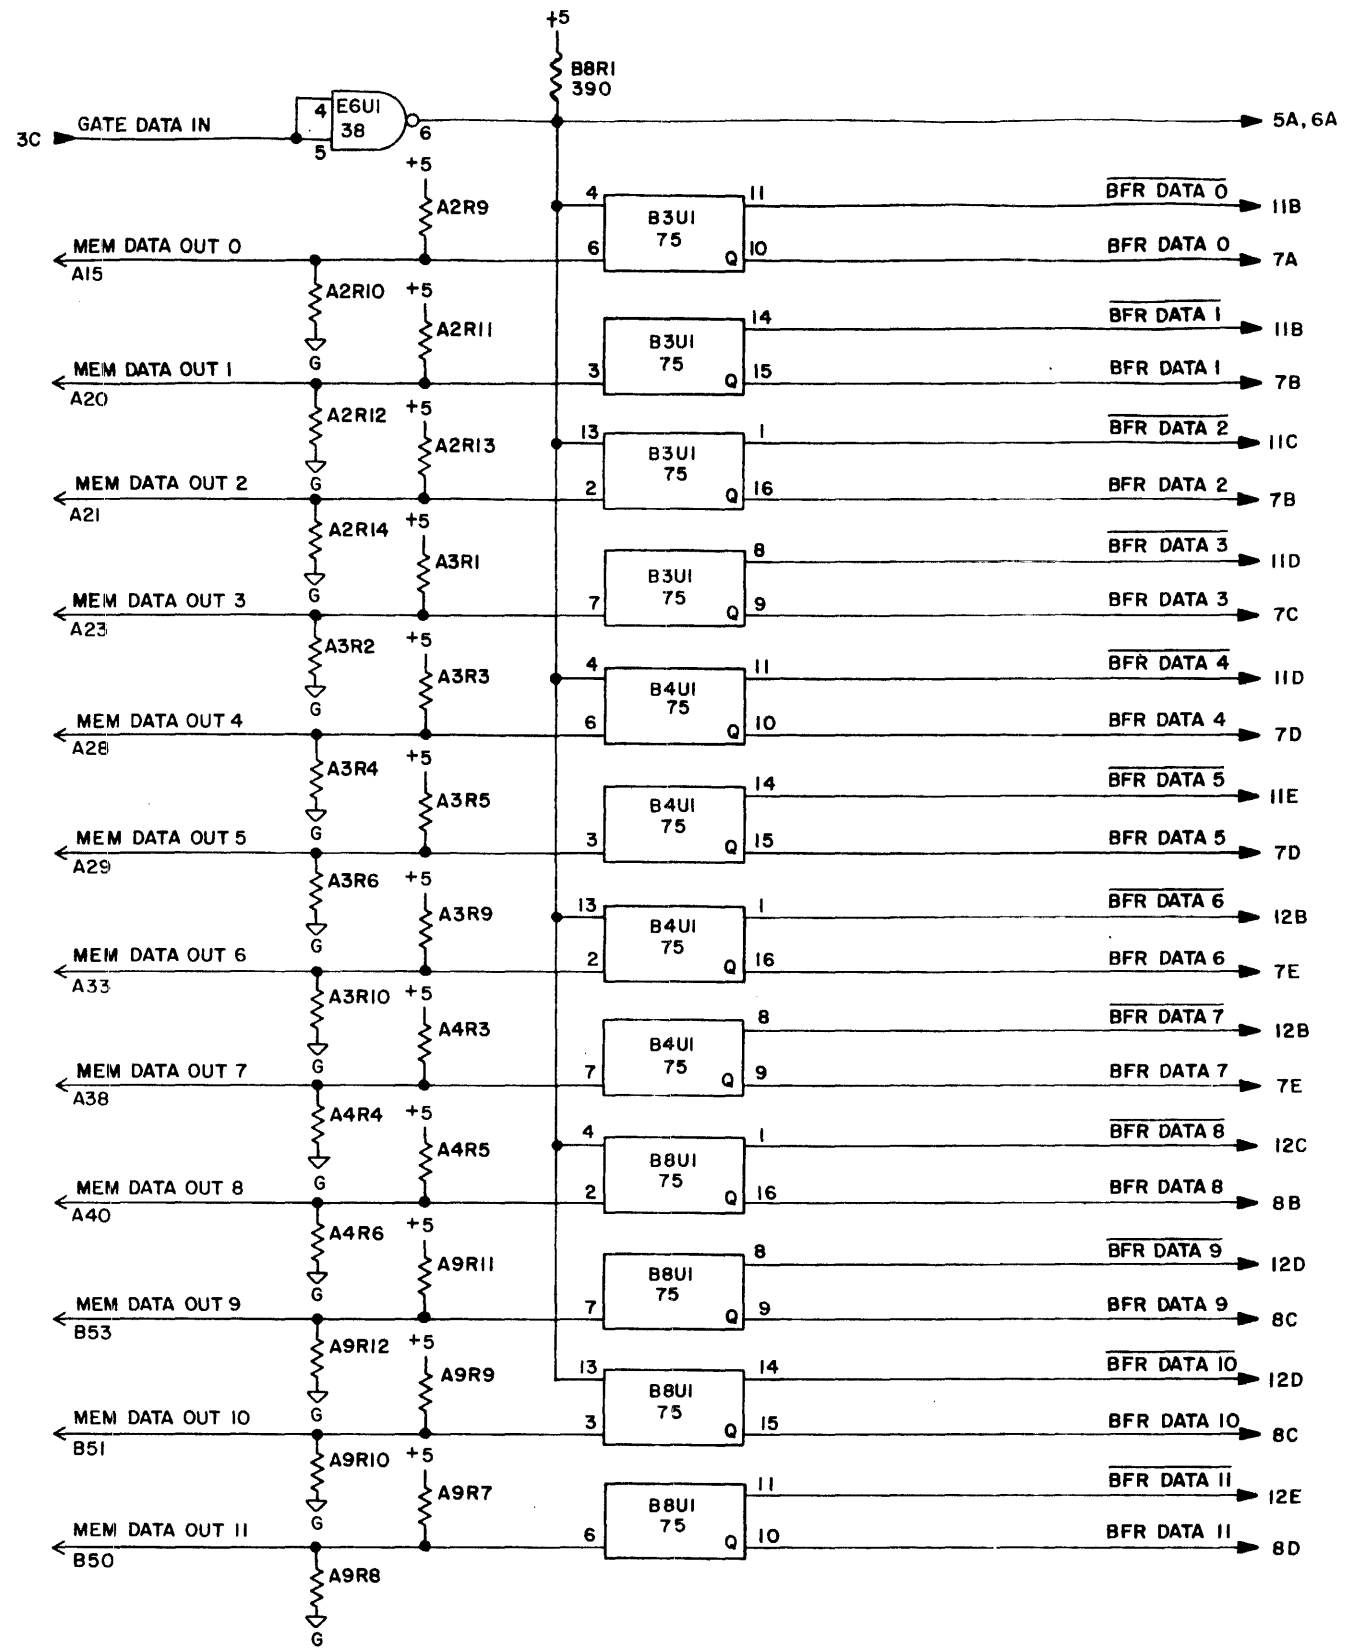 +5
B8R1
390
E6U1
4
38
5
6
3C GATE DATA IN
5A, 6A
+5
A2R9
4
B3U1
75
11
BFR DATA 0
11B
MEM DATA OUT 0
A15
6
Q
10
BFR DATA 0
7A
A2R10
G
+5
A2R11
B3U1
75
14
BFR DATA 1
11B
MEM DATA OUT 1
A20
3
Q
15
BFR DATA 1
7B
A2R12
G
+5
A2R13
13
B3U1
75
1
BFR DATA 2
11C
MEM DATA OUT 2
A21
2
Q
16
BFR DATA 2
7B
A2R14
G
+5
A3R1
B3U1
75
8
BFR DATA 3
11D
MEM DATA OUT 3
A23
7
Q
9
BFR DATA 3
7C
A3R2
G
+5
A3R3
4
B4U1
75
11
BFR DATA 4
11D
MEM DATA OUT 4
A28
6
Q
10
BFR DATA 4
7D
A3R4
G
+5
A3R5
B4U1
75
14
BFR DATA 5
11E
MEM DATA OUT 5
A29
3
Q
15
BFR DATA 5
7D
A3R6
G
+5
A3R9
13
B4U1
75
1
BFR DATA 6
12B
MEM DATA OUT 6
A33
2
Q
16
BFR DATA 6
7E
A3R10
G
+5
A4R3
B4U1
75
8
BFR DATA 7
12B
MEM DATA OUT 7
A38
7
Q
9
BFR DATA 7
7E
A4R4
G
+5
A4R5
4
B8U1
75
1
BFR DATA 8
12C
MEM DATA OUT 8
A40
2
Q
16
BFR DATA 8
8B
A4R6
G
+5
A9R11
B8U1
75
8
BFR DATA 9
12D
MEM DATA OUT 9
B53
7
Q
9
BFR DATA 9
8C
A9R12
G
+5
A9R9
13
B8U1
75
14
BFR DATA 10
12D
MEM DATA OUT 10
B51
3
Q
15
BFR DATA 10
8C
A9R10
G
+5
A9R7
B8U1
75
11
BFR DATA 11
12E
MEM DATA OUT 11
B50
6
Q
10
BFR DATA 11
8D
A9R8
G